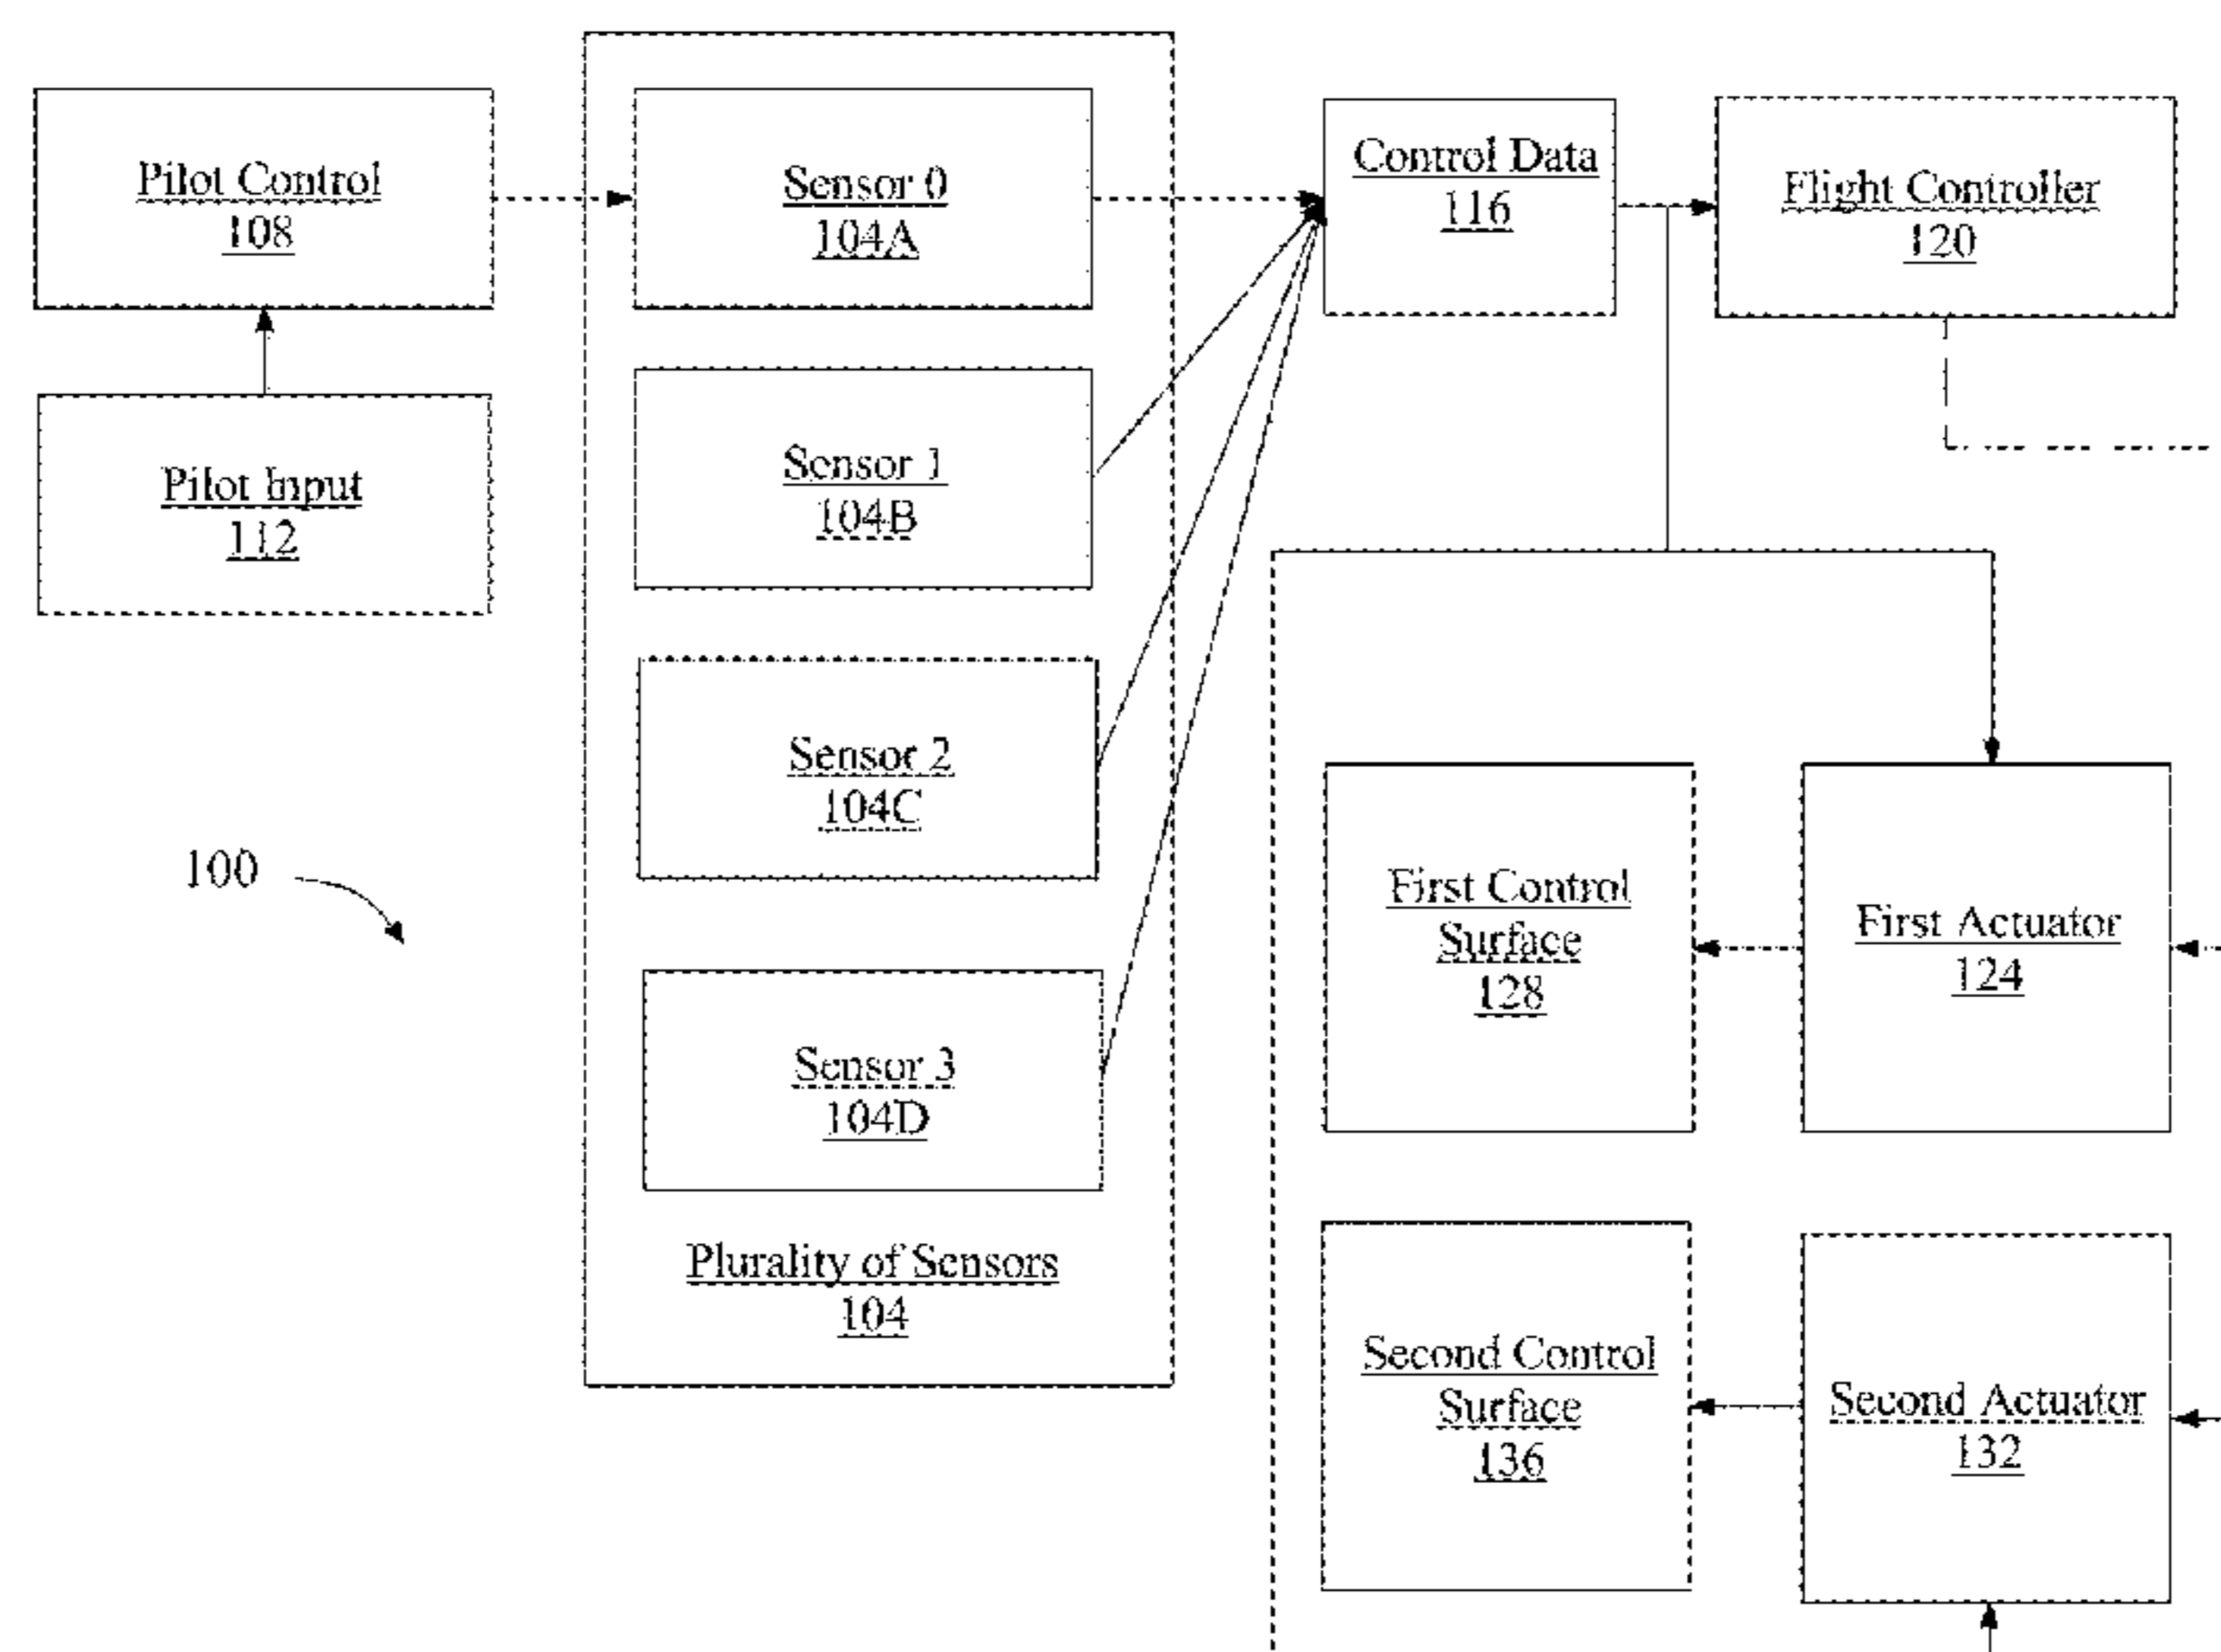 Pilot Control
108
Pilot Input
112
100
Sensor 0
104A
Sensor 1
104B
Sensor 2
104C
Sensor 3
104D
Plurality of Sensors
104
Control Data
116
Flight Controller
120
First Control
Surface
128
First Actuator
124
Second Control
Surface
136
Second Actuator
132